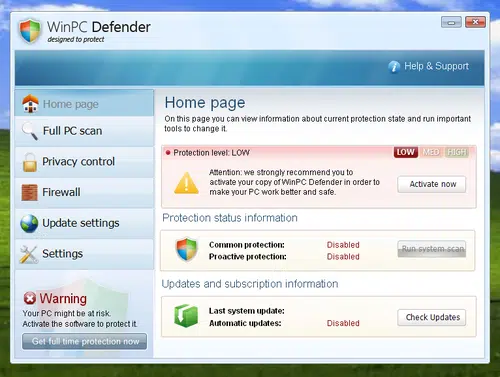 WinPC Defender
designed to protect
Help & Support
Home page
Full PC scan
Privacy control
Firewall
Update settings
Settings
Warning
Your PC might be at risk.
Activate the software to protect it.
Get full time protection now
Home page
On this page you can view information about current protection state and run important
tools to change it.
Protection level: LOW
LOW MED HIGH
Attention: we strongly recommend you to
activate your copy of WinPC Defender in order to
make your PC work better and safe.
Activate now
Protection status information
Common protection: Disabled
Proactive protection: Disabled
Run system scan
Updates and subscription information
Last system update:
Automatic updates: Disabled
Check Updates